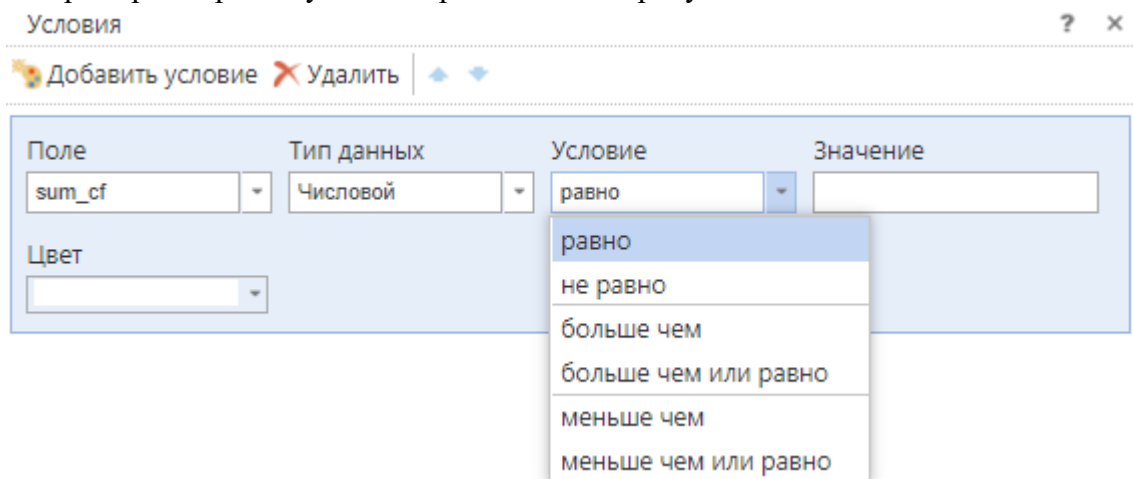 Условия ? ×
Добавить условие Удалить
Поле Тип данных Условие Значение
sum_cf Числовой равно
Цвет
равно
не равно
больше чем
больше чем или равно
меньше чем
меньше чем или равно